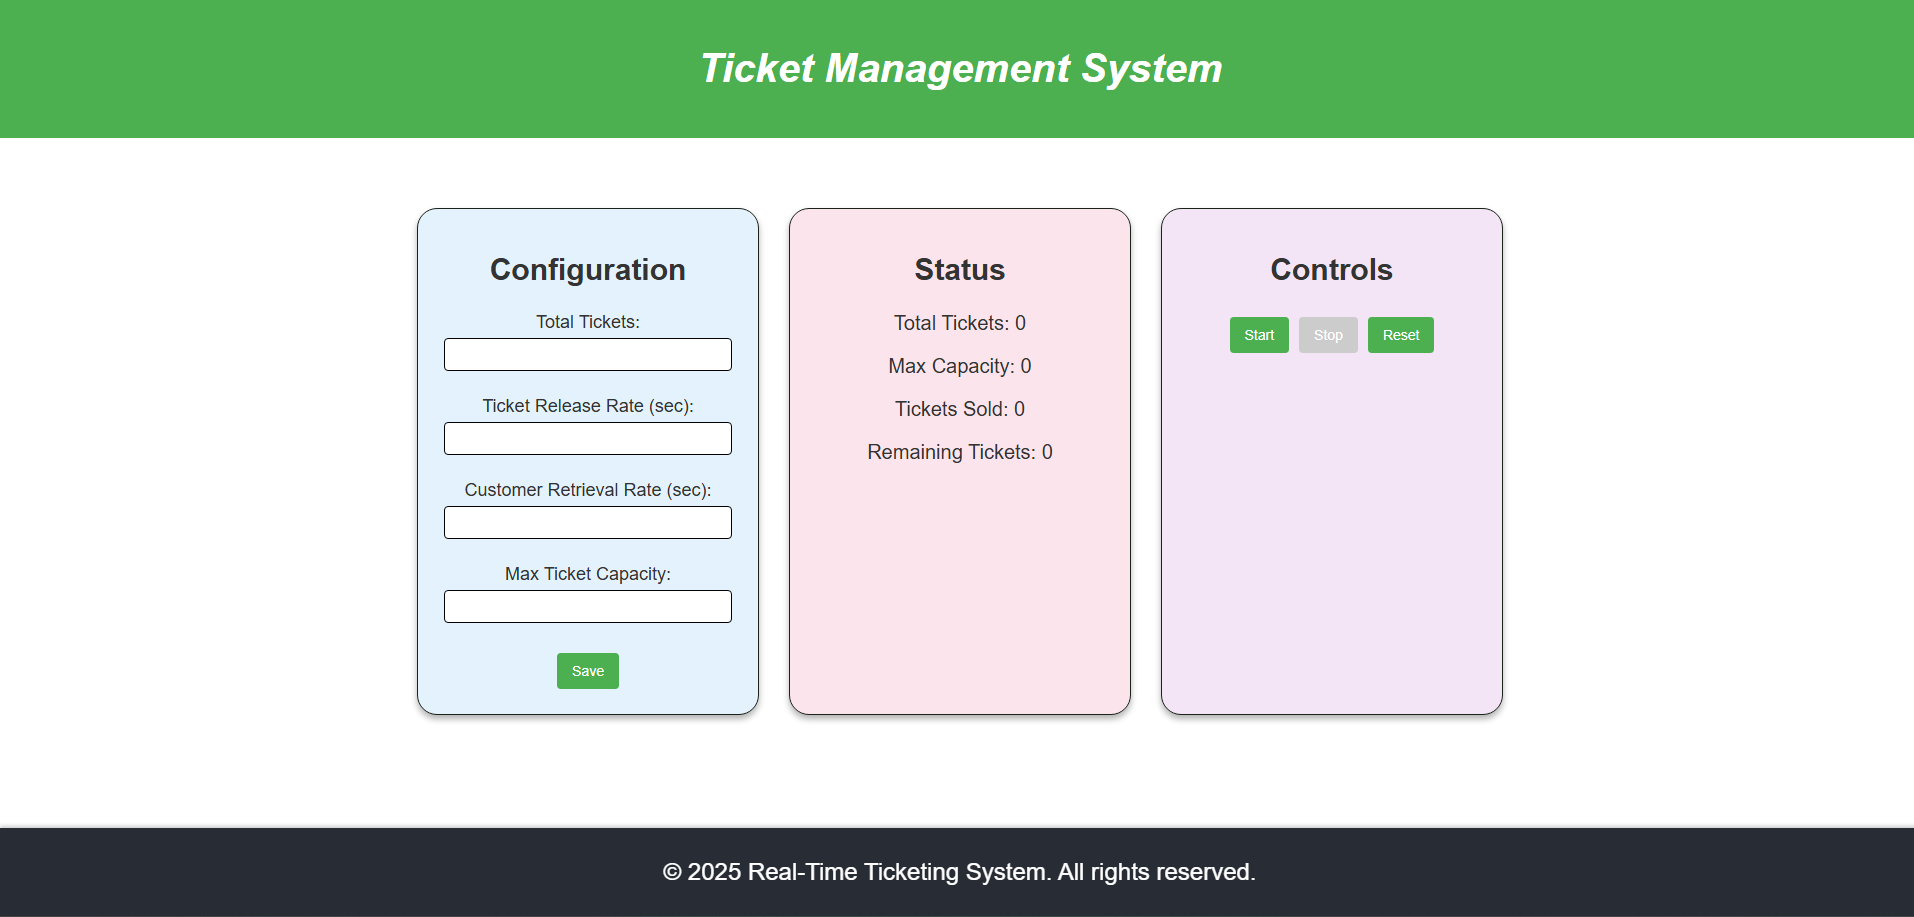 Ticket Management System
Configuration
Total Tickets:
Ticket Release Rate (sec):
Customer Retrieval Rate (sec):
Max Ticket Capacity:
Save
Status
Total Tickets: 0
Max Capacity: 0
Tickets Sold: 0
Remaining Tickets: 0
Controls
Start Stop Reset
© 2025 Real-Time Ticketing System. All rights reserved.